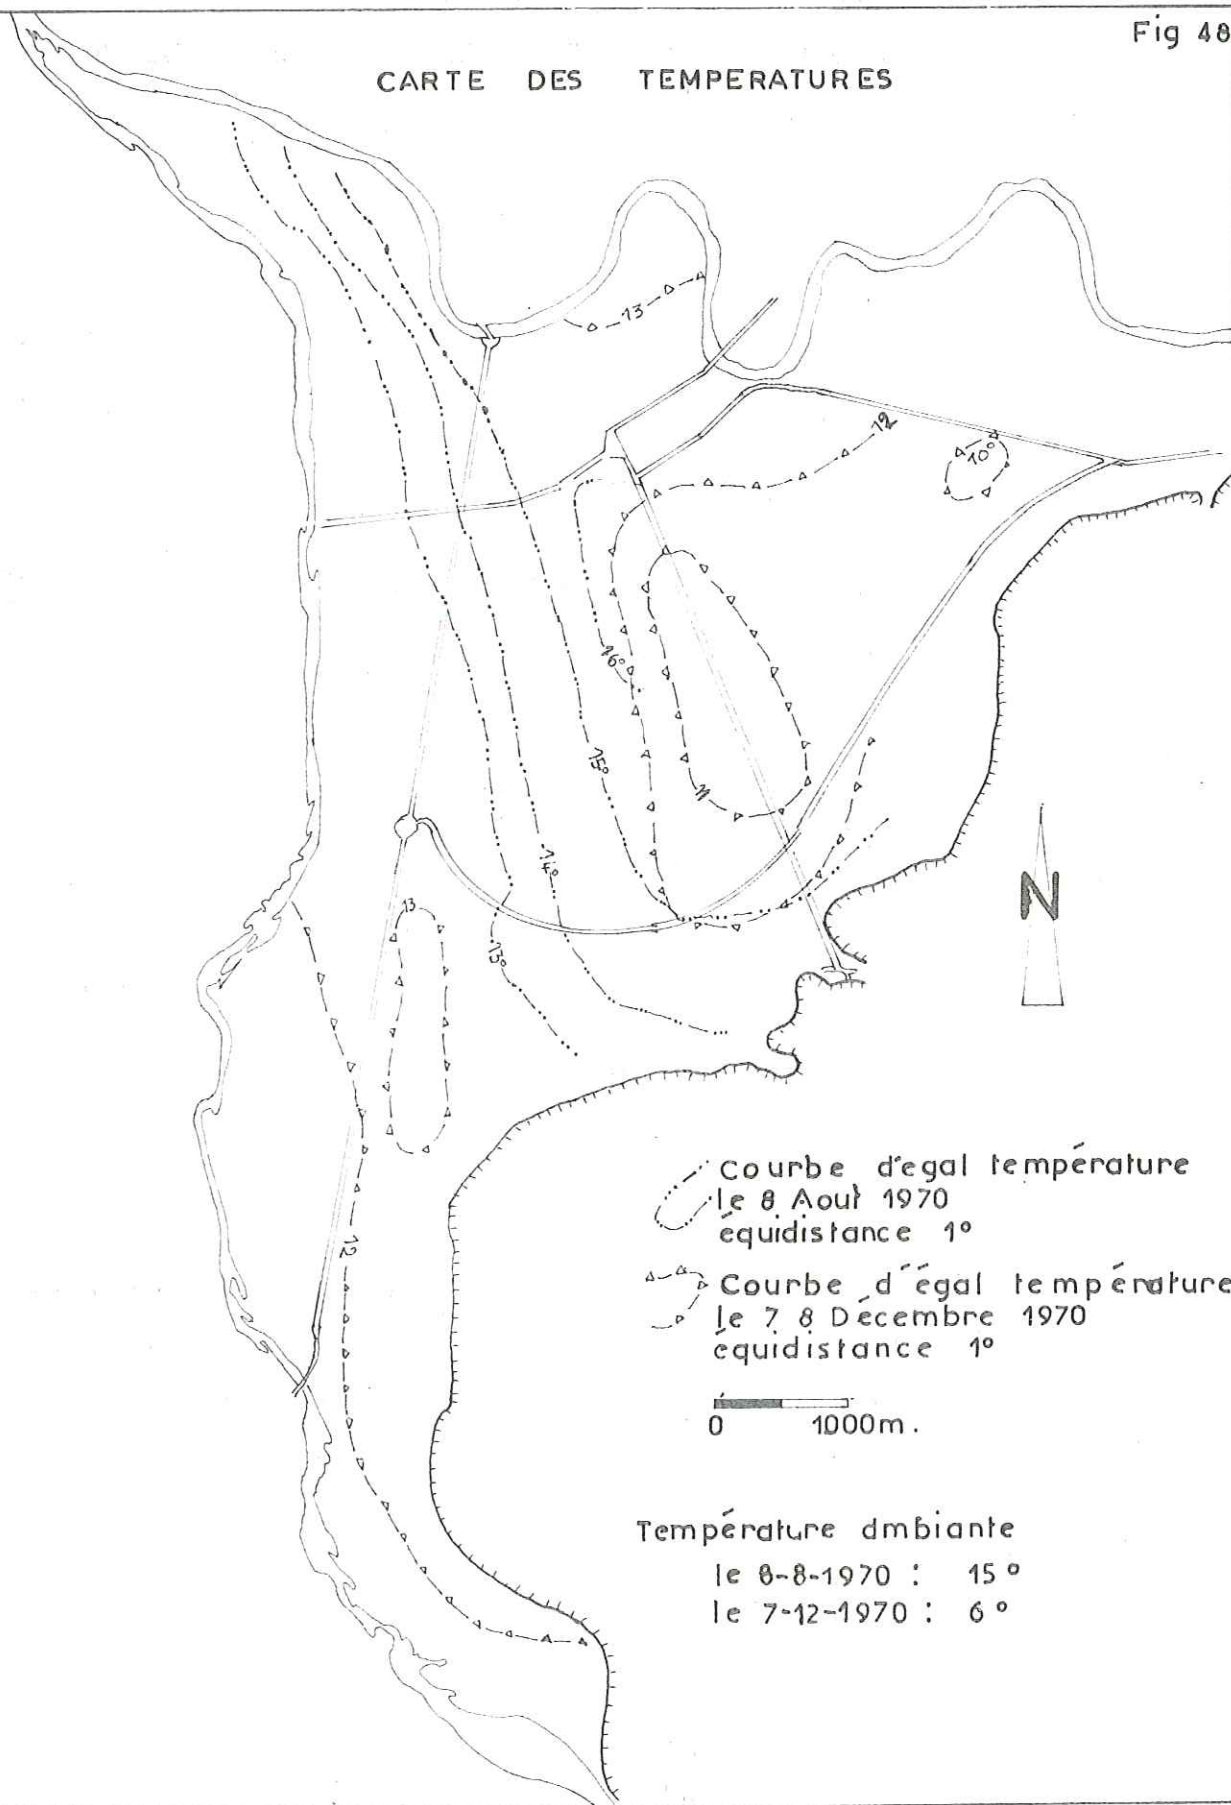 Fig 48
CARTE DES TEMPERATURES
13
12
10°
16°
15°
11
14°
13
13°
N
12
Courbe d'egal température
le 8 Aout 1970
équidistance 1°
Courbe d'égal température
le 7 8 Décembre 1970
équidistance 1°
0 1000m.
Température ambiante
le 8-8-1970 : 15°
le 7-12-1970 : 6°